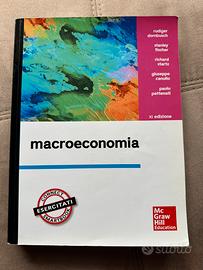 rudiger
dornbusch
stanley
fischer
richard
startz
giuseppe
canullo
paolo
pettenati
xi edizione
macroeconomia
CONNECT
ESERCITATI
SMARTBOOK
Mc
Graw
Hill
Education
subito